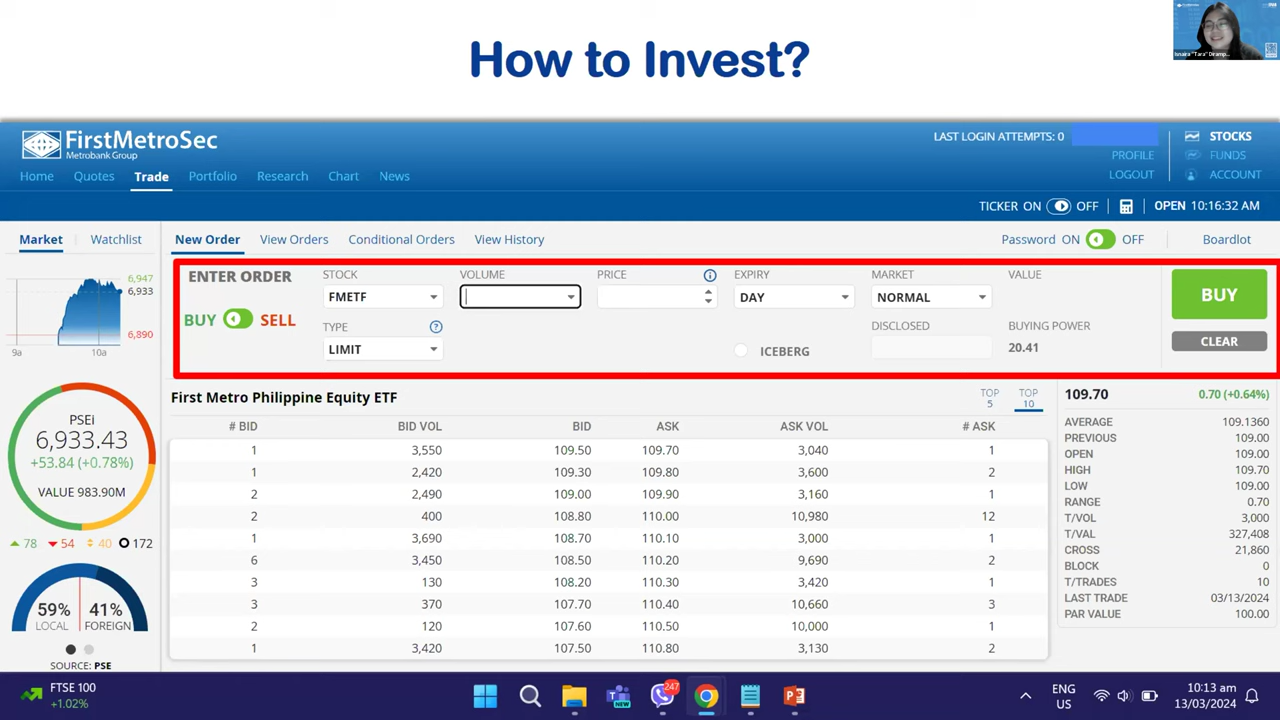 How to Invest?
Isnaira "Tara" Diramp...
FirstMetroSec
Metrobank Group
LAST LOGIN ATTEMPTS: 0
PROFILE
LOGOUT
STOCKS
FUNDS
ACCOUNT
Home Quotes Trade Portfolio Research Chart News
TICKER ON OFF OPEN 10:16:32 AM
Market Watchlist
New Order View Orders Conditional Orders View History
Password ON OFF Boardlot
6,947
6,933
6,890
9a 10a
ENTER ORDER
BUY SELL
STOCK VOLUME PRICE EXPIRY MARKET VALUE
FMETF DAY NORMAL
TYPE DISCLOSED BUYING POWER
LIMIT ICEBERG 20.41
BUY
CLEAR
PSEi
6,933.43
+53.84 (+0.78%)
VALUE 983.90M
78 54 40 172
59% 41%
LOCAL FOREIGN
SOURCE: PSE
First Metro Philippine Equity ETF
TOP 5
TOP 10
# BID BID VOL BID ASK ASK VOL # ASK
1 3,550 109.50 109.70 3,040 1
1 2,420 109.30 109.80 3,600 2
2 2,490 109.00 109.90 3,160 1
2 400 108.80 110.00 10,980 12
1 3,690 108.70 110.10 3,000 1
6 3,450 108.50 110.20 9,690 2
3 130 108.20 110.30 3,420 1
3 370 107.70 110.40 10,660 3
2 120 107.60 110.50 10,000 1
1 3,420 107.50 110.80 3,130 2
109.70 0.70 (+0.64%)
AVERAGE 109.1360
PREVIOUS 109.00
OPEN 109.00
HIGH 109.70
LOW 109.00
RANGE 0.70
T/VOL 3,000
T/VAL 327,408
CROSS 21,860
BLOCK 0
T/TRADES 10
LAST TRADE 03/13/2024
PAR VALUE 100.00
FTSE 100
+1.02%
NEW
247
ENG
US
10:13 am
13/03/2024